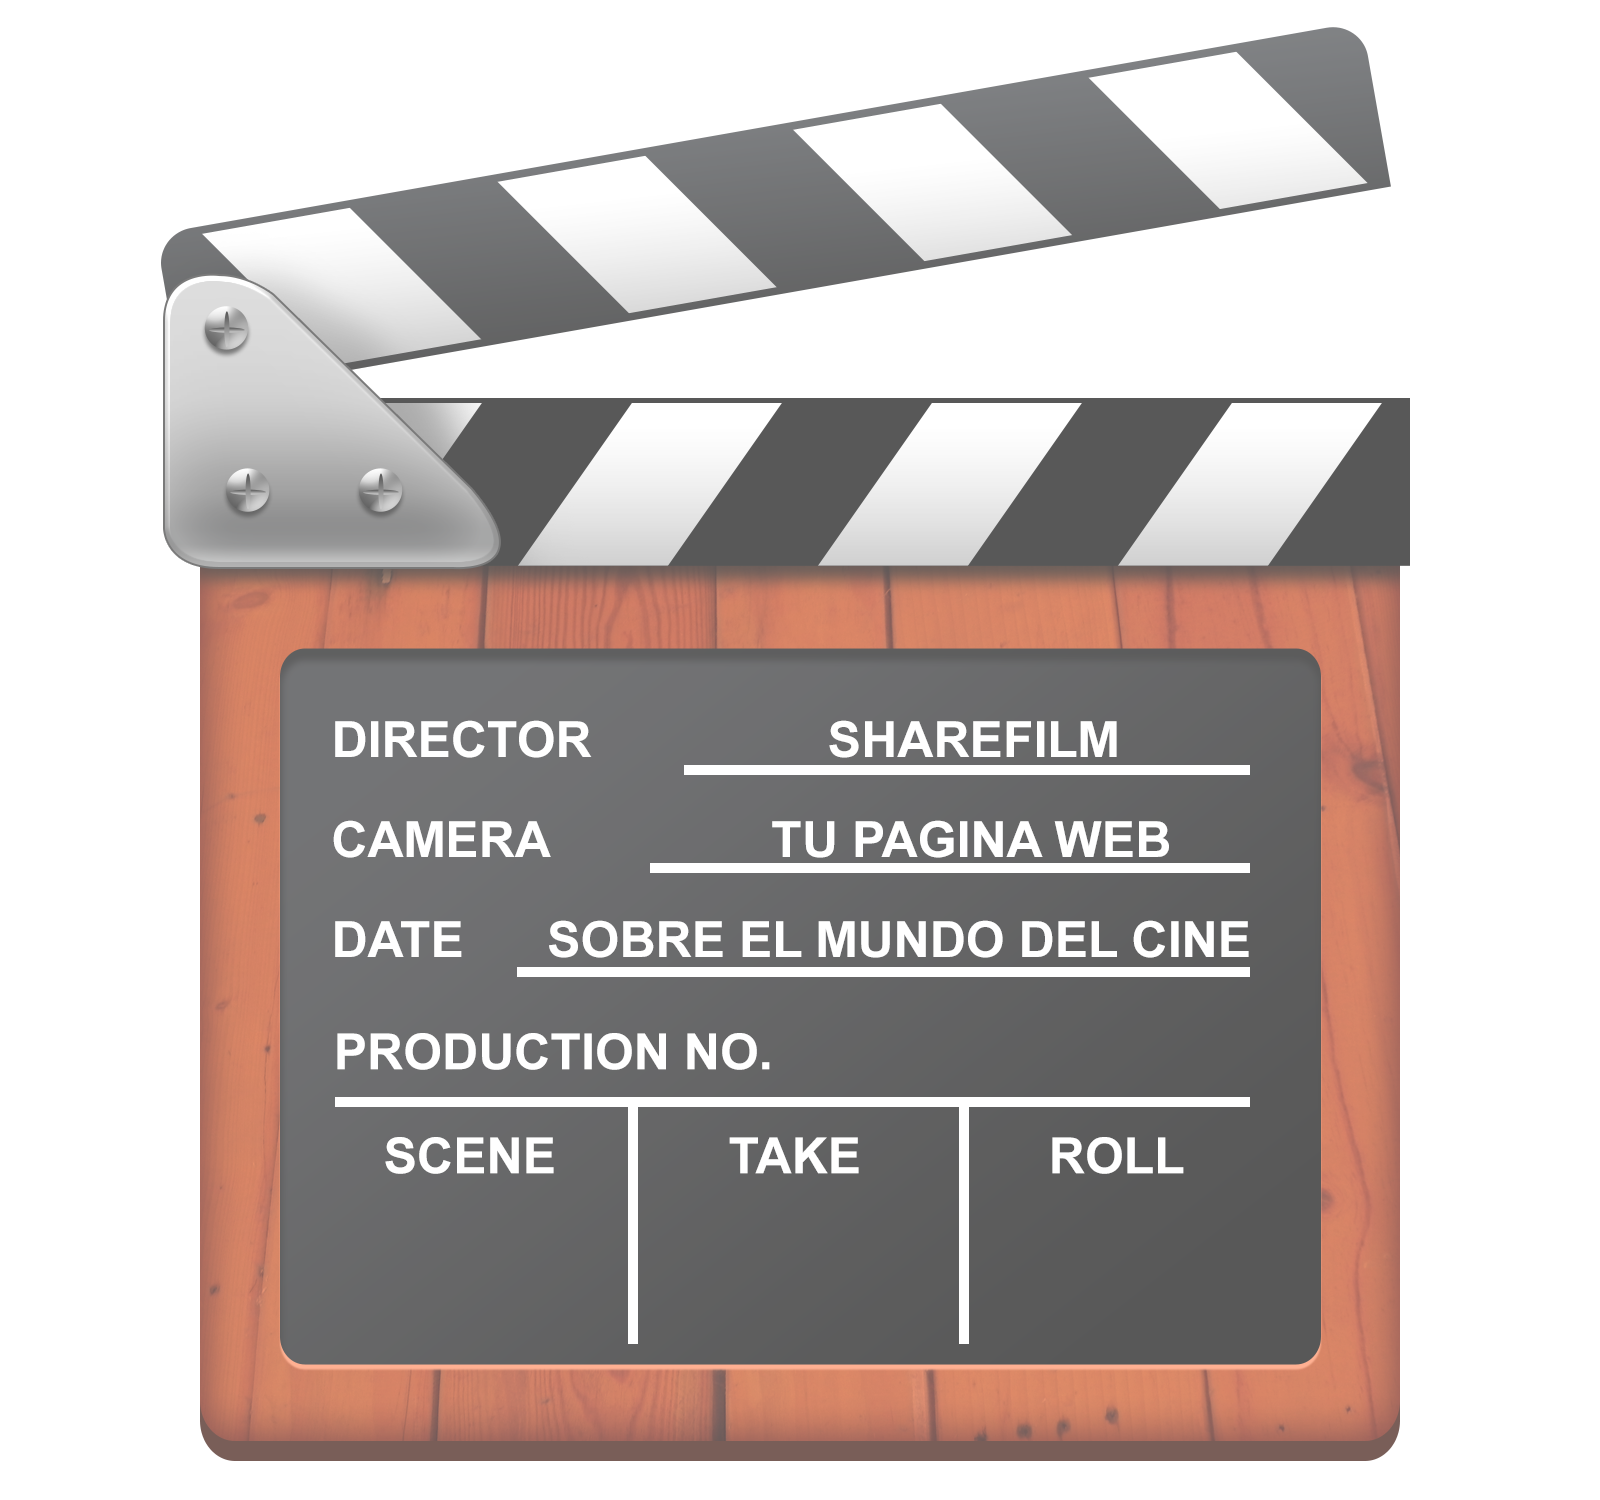 DIRECTOR SHAREFILM
CAMERA TU PAGINA WEB
DATE SOBRE EL MUNDO DEL CINE
PRODUCTION NO.
SCENE TAKE ROLL